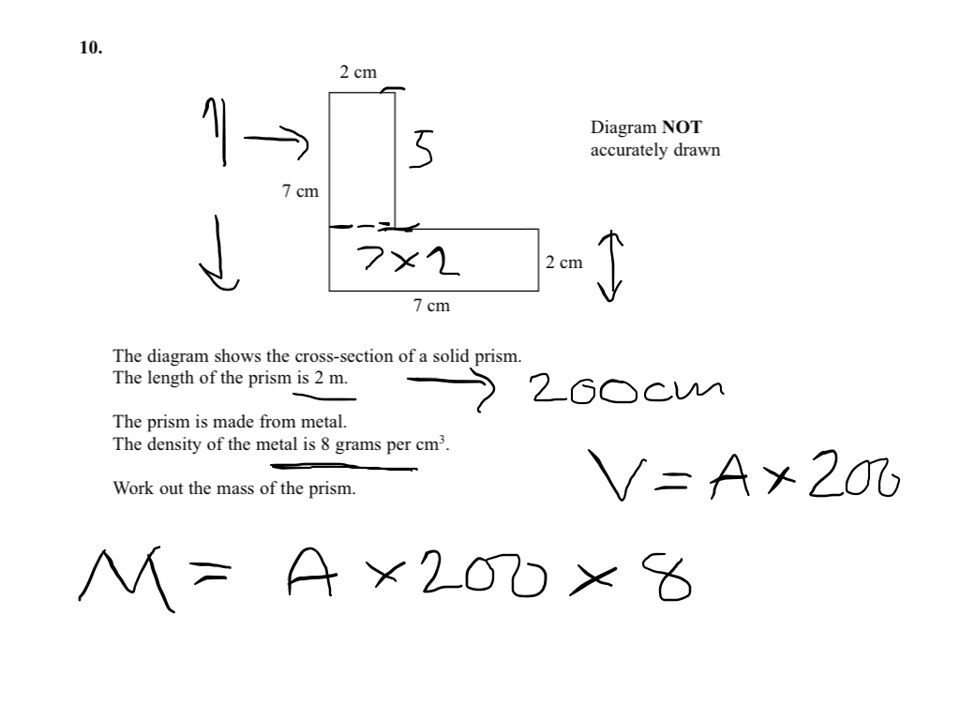 10.
2 cm
Diagram NOT
accurately drawn
5
7 cm
7×2
2 cm
7 cm
The diagram shows the cross-section of a solid prism.
The length of the prism is 2 m.
200cm
The prism is made from metal.
The density of the metal is 8 grams per cm³.
V = A × 200
Work out the mass of the prism.
M = A × 200 × 8